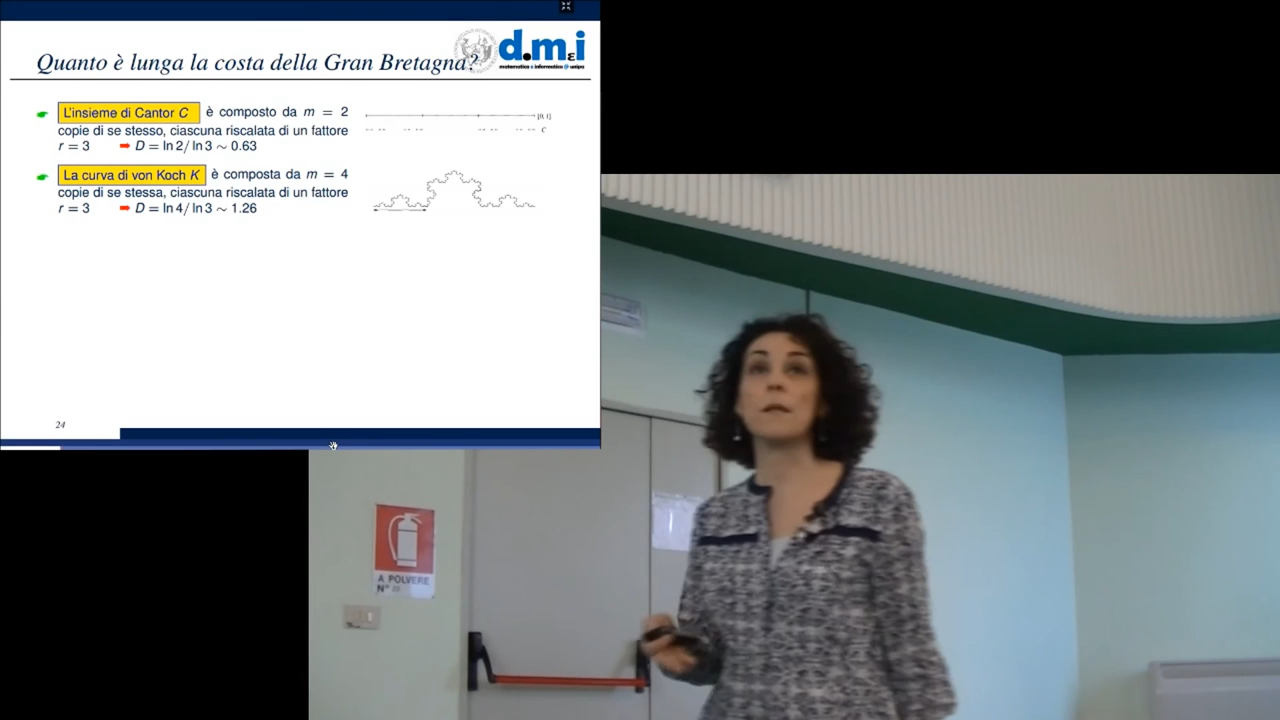 Quanto è lunga la costa della Gran Bretagna?
d.mεi
matematica e informatica @ unipa
L'insieme di Cantor C è composto da m = 2
copie di se stesso, ciascuna riscalata di un fattore
r = 3 ➡ D = ln 2/ ln 3 ∼ 0.63
[0, 1]
C
La curva di von Koch K è composta da m = 4
copie di se stessa, ciascuna riscalata di un fattore
r = 3 ➡ D = ln 4/ ln 3 ∼ 1.26
24
A POLVERE
N°